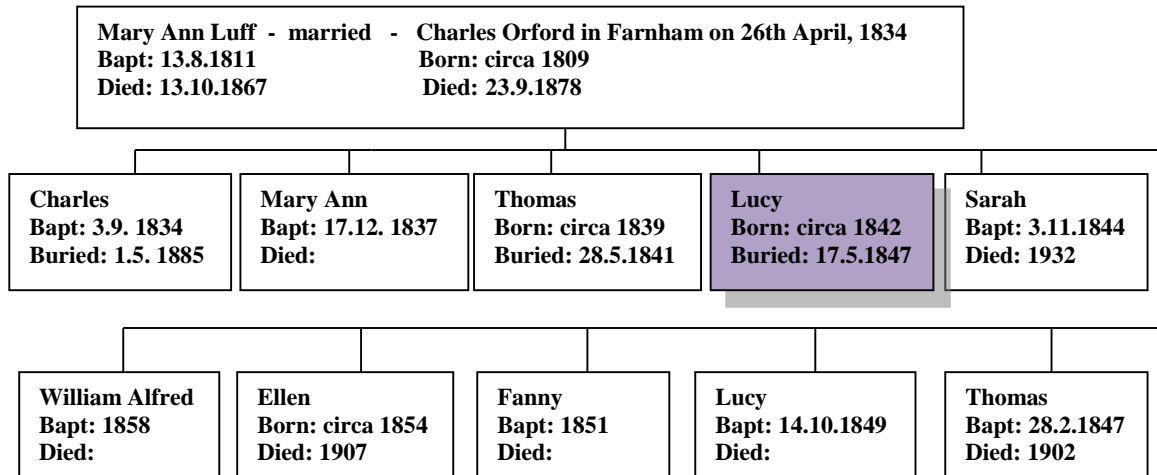 Mary Ann Luff - married - Charles Orford in Farnham on 26th April, 1834
Bapt: 13.8.1811 Born: circa 1809
Died: 13.10.1867 Died: 23.9.1878
Charles
Bapt: 3.9. 1834
Buried: 1.5. 1885
Mary Ann
Bapt: 17.12. 1837
Died:
Thomas
Born: circa 1839
Buried: 28.5.1841
Lucy
Born: circa 1842
Buried: 17.5.1847
Sarah
Bapt: 3.11.1844
Died: 1932
William Alfred
Bapt: 1858
Died:
Ellen
Born: circa 1854
Died: 1907
Fanny
Bapt: 1851
Died:
Lucy
Bapt: 14.10.1849
Died:
Thomas
Bapt: 28.2.1847
Died: 1902